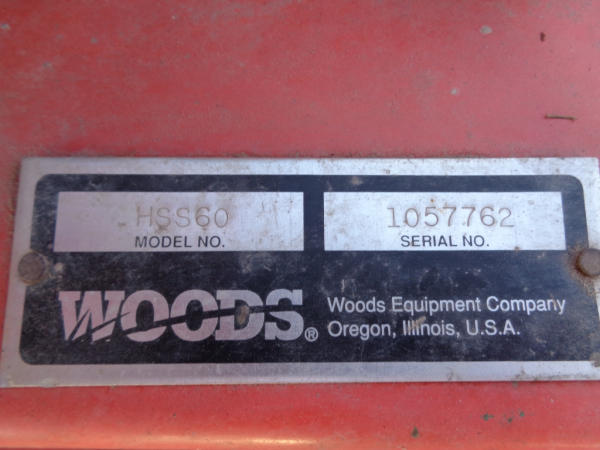 HSS60 1057762
MODEL NO. SERIAL NO.
WOODS® Woods Equipment Company
Oregon, Illinois, U.S.A.